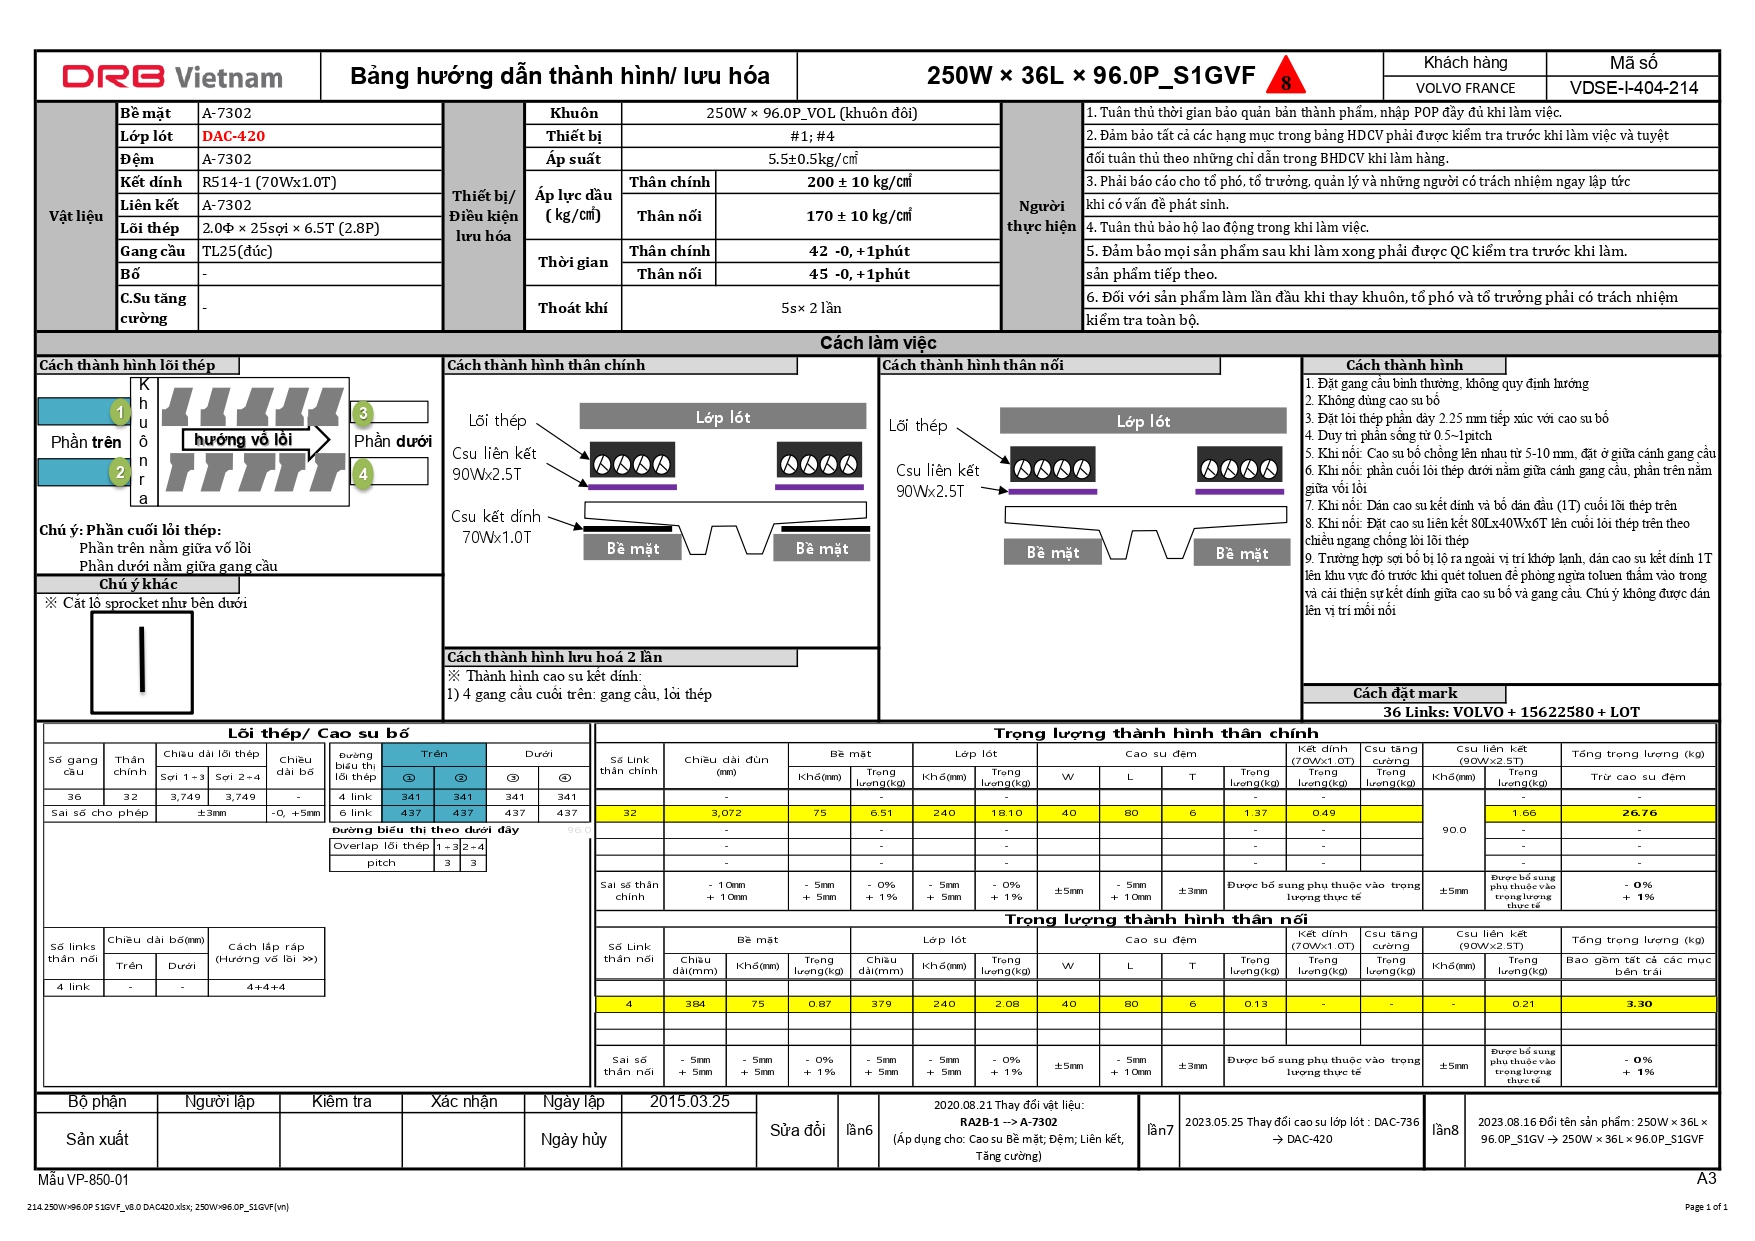 DRB Vietnam
Bảng hướng dẫn thành hình/ lưu hóa
250W × 36L × 96.0P_S1GVF
8
Khách hàng
Mã số
VOLVO FRANCE
VDSE-I-404-214
Vật liệu
Bề mặt
A-7302
Lớp lót
DAC-420
Đệm
A-7302
Kết dính
R514-1 (70Wx1.0T)
Liên kết
A-7302
Lõi thép
2.0Φ × 25sợi × 6.5T (2.8P)
Gang cầu
TL25(đúc)
Bố
-
C.Su tăng
cường
-
Thiết bị/
Điều kiện
lưu hóa
Khuôn
250W × 96.0P_VOL (khuôn đôi)
Thiết bị
#1; #4
Áp suất
5.5±0.5kg/㎠
Áp lực dầu
( kg/㎠)
Thân chính
200 ± 10 kg/㎠
Thân nối
170 ± 10 kg/㎠
Thời gian
Thân chính
42 -0, +1phút
Thân nối
45 -0, +1phút
Thoát khí
5s× 2 lần
Người
thực hiện
1. Tuân thủ thời gian bảo quản bàn thành phẩm, nhập POP đầy đủ khi làm việc.
2. Đảm bảo tất cả các hạng mục trong bảng HDCV phải được kiểm tra trước khi làm việc và tuyệt
đối tuân thủ theo những chỉ dẫn trong BHDCV khi làm hàng.
3. Phải báo cáo cho tổ phó, tổ trưởng, quản lý và những người có trách nhiệm ngay lập tức
khi có vấn đề phát sinh.
4. Tuân thủ bảo hộ lao động trong khi làm việc.
5. Đảm bảo mọi sản phẩm sau khi làm xong phải được QC kiểm tra trước khi làm.
sản phẩm tiếp theo.
6. Đối với sản phẩm làm lần đầu khi thay khuôn, tổ phó và tổ trưởng phải có trách nhiệm
kiểm tra toàn bộ.
Cách làm việc
Cách thành hình lõi thép
1
2
3
4
Phần trên
K
h
u
ô
n
r
a
hướng vố lồi
Phần dưới
Chú ý: Phần cuối lỏi thép:
Phần trên nằm giữa vố lồi
Phần dưới nằm giữa gang cầu
Chú ý khác
※ Cắt lổ sprocket như bên dưới
Cách thành hình thân chính
Lớp lót
Lõi thép
Csu liên kết
90Wx2.5T
Csu kết dính
70Wx1.0T
Bề mặt
Bề mặt
Cách thành hình lưu hoá 2 lần
※ Thành hình cao su kết dính:
1) 4 gang cầu cuối trên: gang cầu, lỏi thép
Cách thành hình thân nối
Lớp lót
Lõi thép
Csu liên kết
90Wx2.5T
Bề mặt
Bề mặt
Cách thành hình
1. Đặt gang cầu bình thường, không quy định hướng
2. Không dùng cao su bố
3. Đặt lỏi thép phần dày 2.25 mm tiếp xúc với cao su bố
4. Duy trì phần sống từ 0.5~1pitch
5. Khi nối: Cao su bố chồng lên nhau từ 5-10 mm, đặt ở giữa cánh gang cầu
6. Khi nối: phần cuối lỏi thép dưới nằm giữa cánh gang cầu, phần trên nằm
giữa vối lồi
7. Khi nối: Dán cao su kết dính và bố dán đầu (1T) cuối lõi thép trên
8. Khi nối: Đặt cao su liên kết 80Lx40Wx6T lên cuối lỏi thép trên theo
chiều ngang chống lòi lõi thép
9. Trường hợp sợi bố bị lộ ra ngoài vị trí khớp lạnh, dán cao su kết dính 1T
lên khu vực đó trước khi quét toluen để phòng ngừa toluen thấm vào trong
và cải thiện sự kết dính giữa cao su bố và gang cầu. Chú ý không được dán
lên vị trí mối nối
Cách đặt mark
36 Links: VOLVO + 15622580 + LOT
Lõi thép/ Cao su bố
Số gang
cầu
Thân
chính
Chiều dài lõi thép
Sợi 1÷3
Sợi 2÷4
Chiều
dài bố
36
32
3,749
3,749
-
Sai số cho phép
±3mm
-0, +5mm
Đường
biểu thị
lõi thép
Trên
Dưới
①
②
③
④
4 link
341
341
341
341
6 link
437
437
437
437
Đường biểu thị theo dưới đây
96.0
Overlap lõi thép
1÷3
2÷4
pitch
3
3
Số links
thân nối
Chiều dài bố(mm)
Trên
Dưới
Cách lắp ráp
(Hướng vố lồi >>)
4 link
-
-
4+4+4
Trọng lượng thành hình thân chính
Số Link
thân chính
Chiều dài đùn
(mm)
Bề mặt
Lớp lót
Cao su đệm
Kết dính
(70Wx1.0T)
Csu tăng
cường
Csu liên kết
(90Wx2.5T)
Tổng trọng lượng (kg)
Khổ(mm)
Trọng
lượng(kg)
Khổ(mm)
Trọng
lượng(kg)
W
L
T
Trọng
lượng(kg)
Trọng
lượng(kg)
Trọng
lượng(kg)
Khổ(mm)
Trọng
lượng(kg)
Trừ cao su đệm
- - - - - - -
32
3,072
75
6.51
240
18.10
40
80
6
1.37
0.49
1.66
26.76
90.0
- - - - - - -
- - - - - - -
- - - - - - -
Sai số thân
chính
- 10mm
+ 10mm
- 5mm
+ 5mm
- 0%
+ 1%
- 5mm
+ 5mm
- 0%
+ 1%
±5mm
- 5mm
+ 10mm
±3mm
Được bổ sung phụ thuộc vào trọng
lượng thực tế
±5mm
Được bổ sung
phụ thuộc vào
trọng lượng
thực tế
- 0%
+ 1%
Trọng lượng thành hình thân nối
Số Link
thân nối
Bề mặt
Lớp lót
Cao su đệm
Kết dính
(70Wx1.0T)
Csu tăng
cường
Csu liên kết
(90Wx2.5T)
Tổng trọng lượng (kg)
Chiều
dài(mm)
Khổ(mm)
Trọng
lượng(kg)
Chiều
dài(mm)
Khổ(mm)
Trọng
lượng(kg)
W
L
T
Trọng
lượng(kg)
Trọng
lượng(kg)
Trọng
lượng(kg)
Khổ(mm)
Trọng
lượng(kg)
Bao gồm tất cả các mục
bên trái
4
384
75
0.87
379
240
2.08
40
80
6
0.13
-
-
-
0.21
3.30
Sai số
thân nối
- 5mm
+ 5mm
- 5mm
+ 5mm
- 0%
+ 1%
- 5mm
+ 5mm
- 5mm
+ 5mm
- 0%
+ 1%
±5mm
- 5mm
+ 10mm
±3mm
Được bổ sung phụ thuộc vào trọng
lượng thực tế
±5mm
Được bổ sung
phụ thuộc vào
trọng lượng
thực tế
- 0%
+ 1%
Bộ phận
Người lập
Kiểm tra
Xác nhận
Ngày lập
2015.03.25
Sản xuất
Ngày hủy
Sửa đổi
lần6
2020.08.21 Thay đổi vật liệu:
RA2B-1 --> A-7302
(Áp dụng cho: Cao su Bề mặt; Đệm; Liên kết,
Tăng cường)
lần7
2023.05.25 Thay đổi cao su lớp lót : DAC-736
→ DAC-420
lần8
2023.08.16 Đổi tên sản phẩm: 250W × 36L ×
96.0P_S1GV → 250W × 36L × 96.0P_S1GVF
Mẫu VP-850-01
A3
214.250W×96.0P S1GVF_v8.0 DAC420.xlsx; 250W×96.0P_S1GVF(vn)
Page 1 of 1